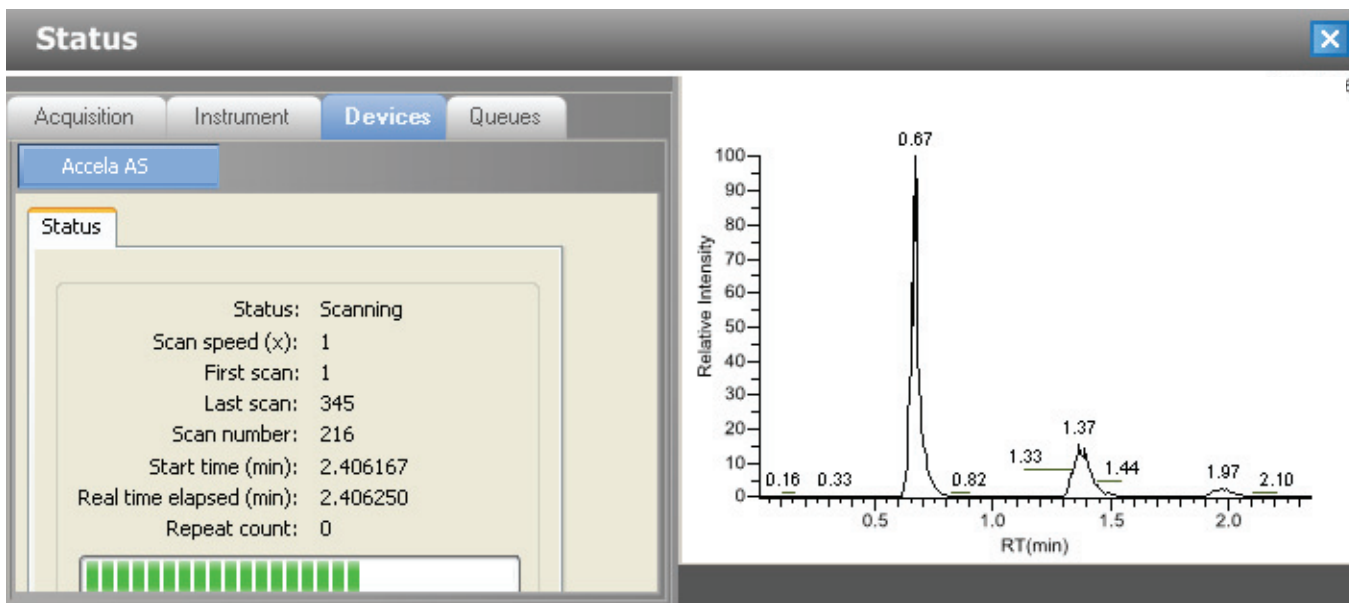 Status
Acquisition Instrument Devices Queues
Accela AS
Status
Status: Scanning
Scan speed (x): 1
First scan: 1
Last scan: 345
Scan number: 216
Start time (min): 2.406167
Real time elapsed (min): 2.406250
Repeat count: 0
0.67
100
90
80
70
60
50
40
30
20
10
0
Relative Intensity
0.16 0.33 0.82 1.33 1.37 1.44 1.97 2.10
0.5 1.0 1.5 2.0
RT(min)